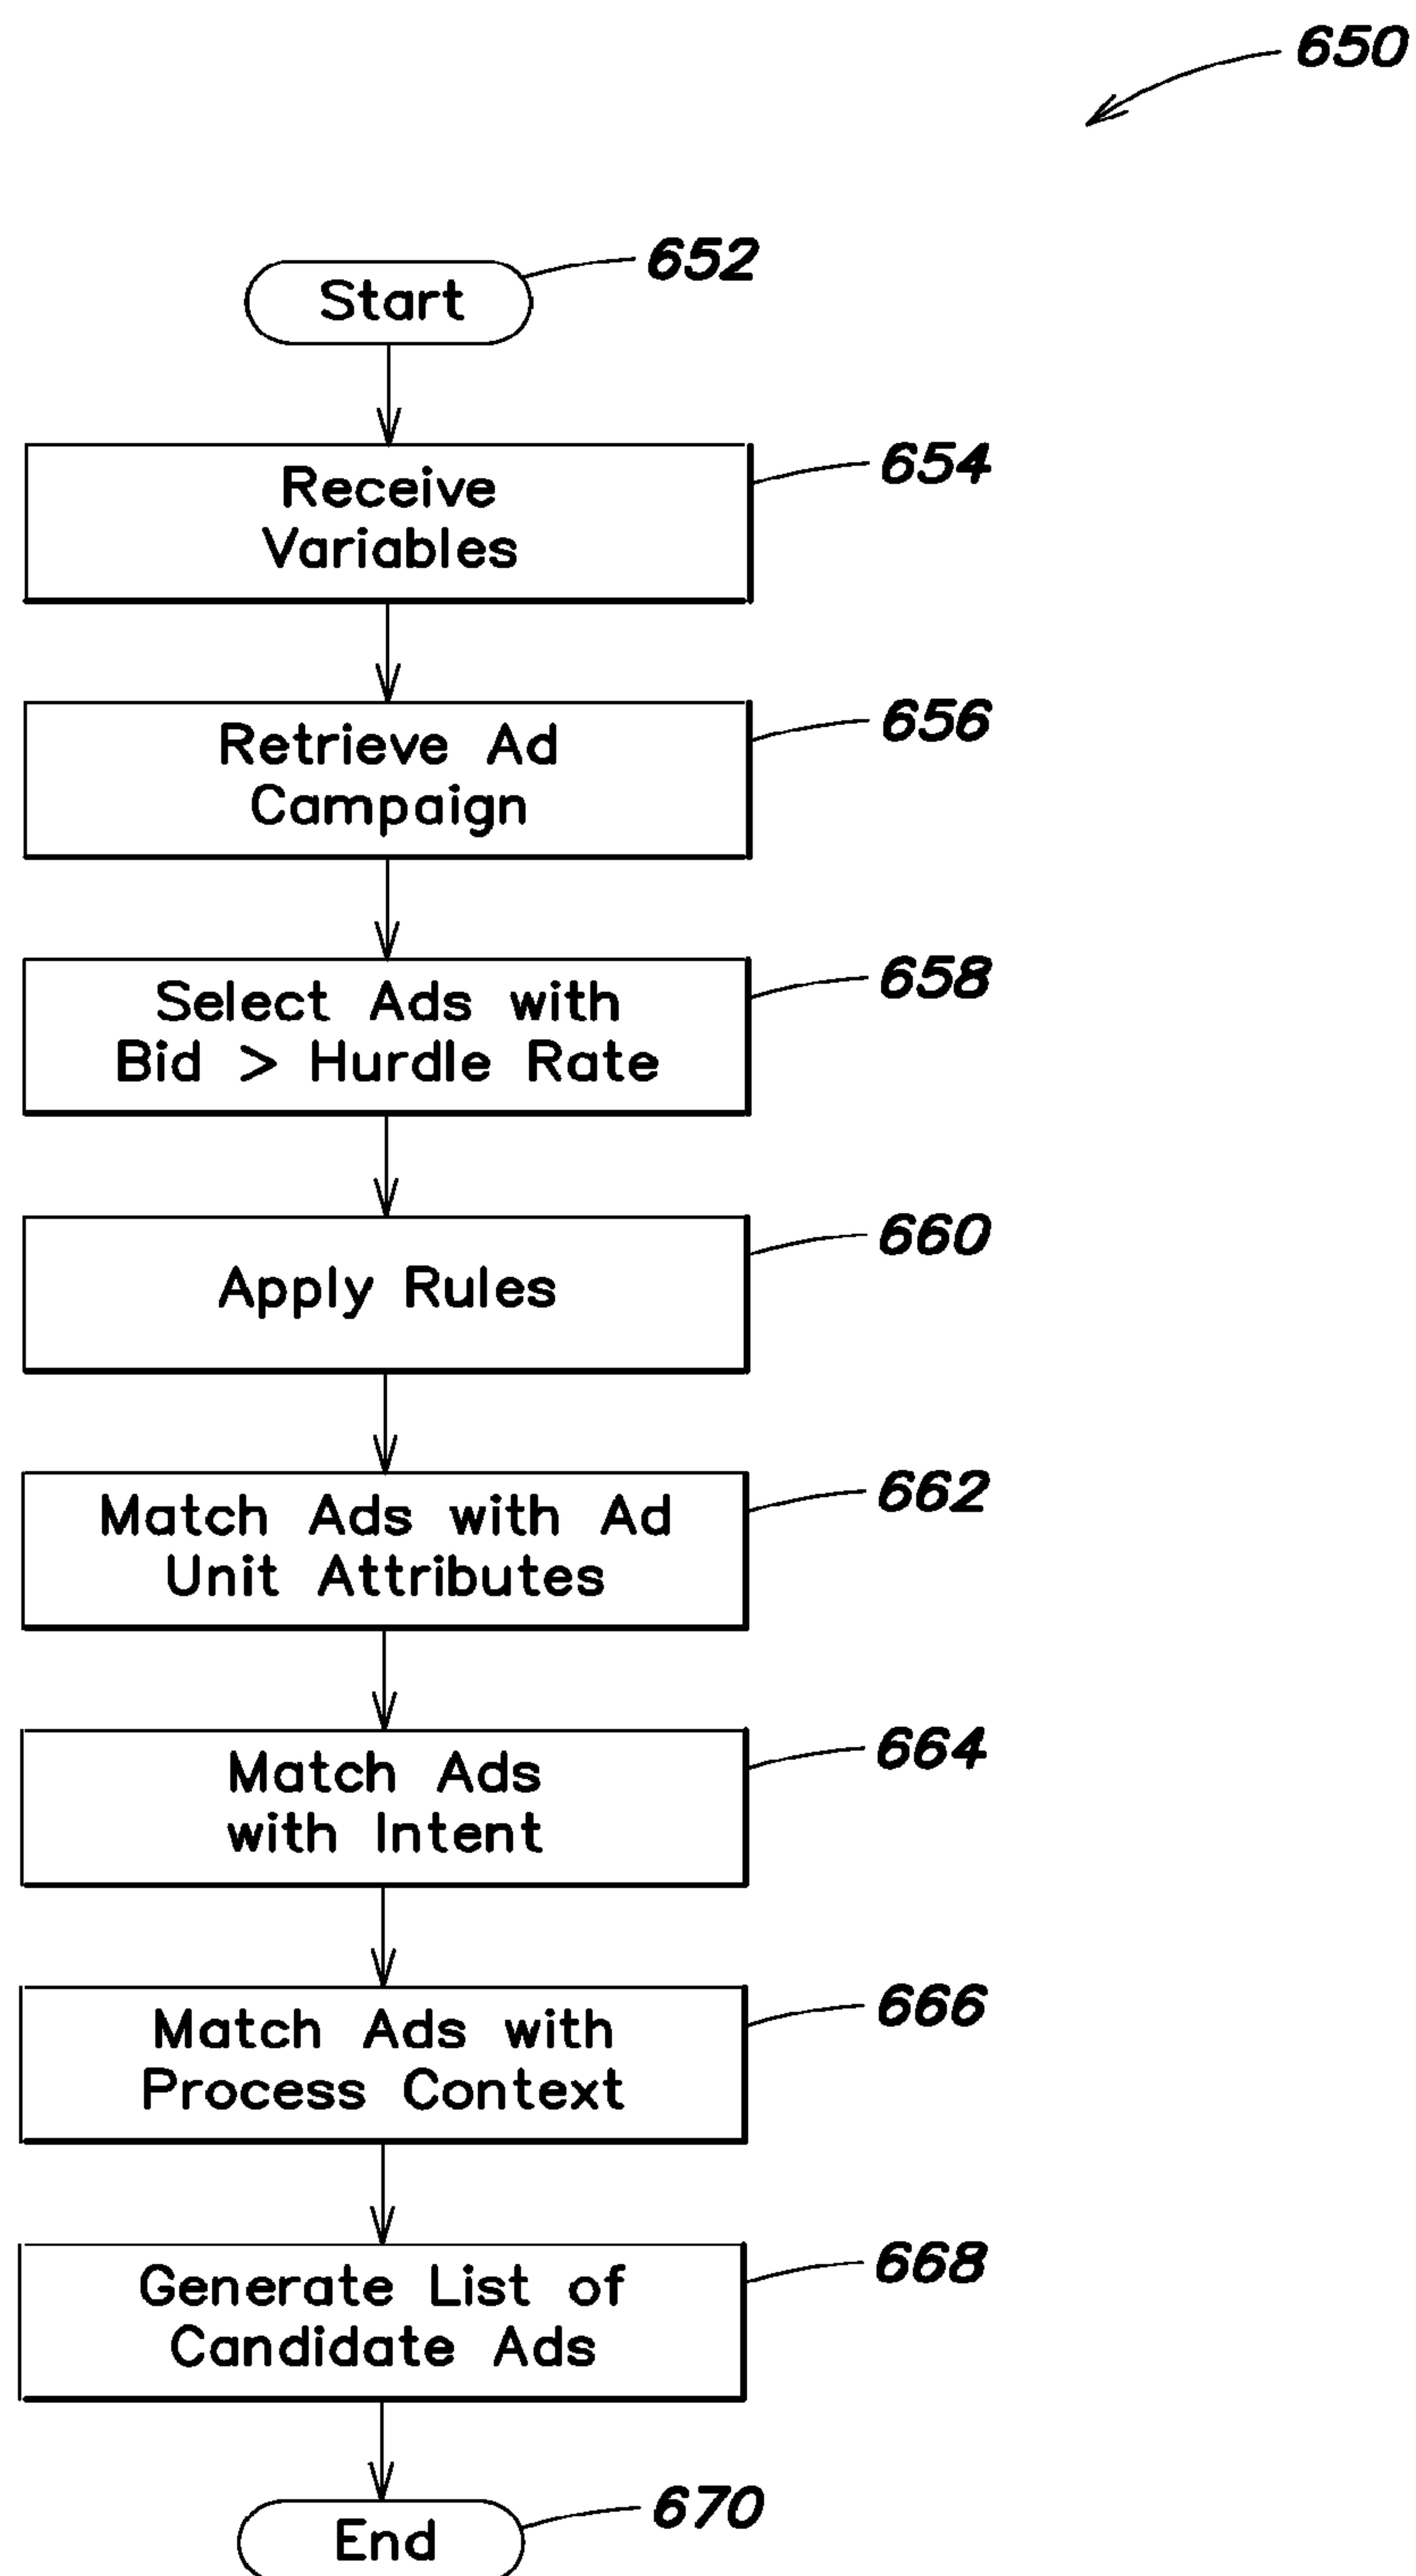 650
Start
652
Receive
Variables
654
Retrieve Ad
Campaign
656
Select Ads with
Bid > Hurdle Rate
658
Apply Rules
660
Match Ads with Ad
Unit Attributes
662
Match Ads
with Intent
664
Match Ads with
Process Context
666
Generate List of
Candidate Ads
668
End
670